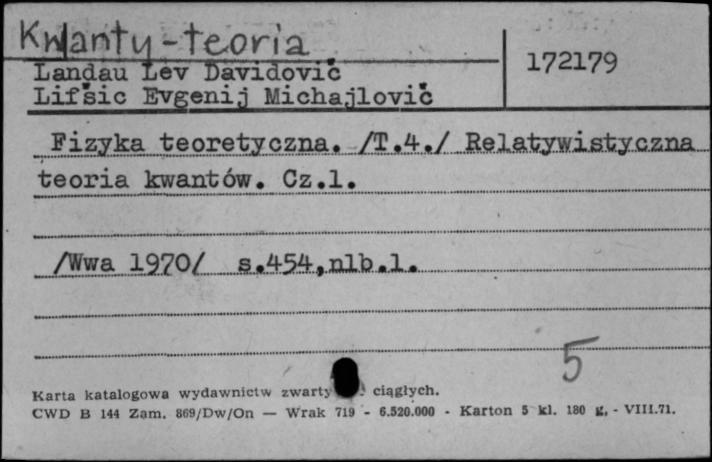 Kwanty-teoria
172179
Landau Lev Davidovič
Lifšic Evgenij Michajlovič
Fizyka teoretyczna. /T.4./ Relatywistyczna
teoria kwantów. Cz.1.
/Wwa 1970/ s.454,nlb.1.
5
Karta katalogowa wydawnictw zwarty ciągłych.
CWD B 144 Zam. 869/Dw/On — Wrak 719 - 6.520.000 - Karton 5 kl. 180 g. - VIII.71.